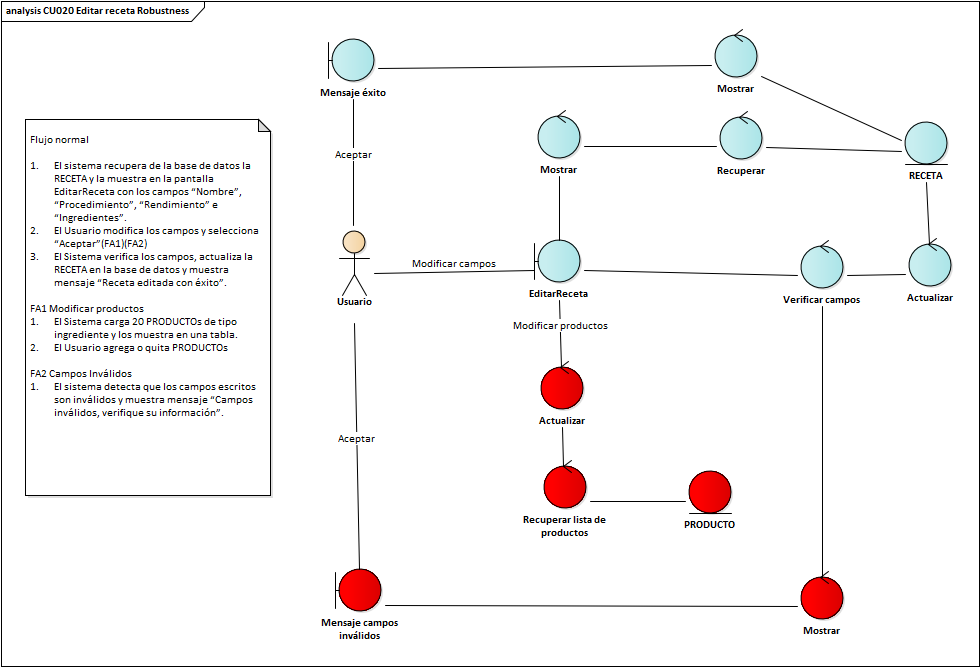 analysis CU020 Editar receta Robustness
Mensaje éxito
Mostrar
Flujo normal
1. El sistema recupera de la base de datos la
RECETA y la muestra en la pantalla
EditarReceta con los campos “Nombre”,
“Procedimiento”, “Rendimiento” e
“Ingredientes”.
2. El Usuario modifica los campos y selecciona
“Aceptar”(FA1)(FA2)
3. El Sistema verifica los campos, actualiza la
RECETA en la base de datos y muestra
mensaje “Receta editada con éxito”.
FA1 Modificar productos
1. El Sistema carga 20 PRODUCTOs de tipo
ingrediente y los muestra en una tabla.
2. El Usuario agrega o quita PRODUCTOs
FA2 Campos Inválidos
1. El sistema detecta que los campos escritos
son inválidos y muestra mensaje “Campos
inválidos, verifique su información”.
Aceptar
Mostrar
Recuperar
RECETA
Usuario
Modificar campos
EditarReceta
Verificar campos
Actualizar
Modificar productos
Actualizar
Aceptar
Recuperar lista de
productos
PRODUCTO
Mensaje campos
inválidos
Mostrar